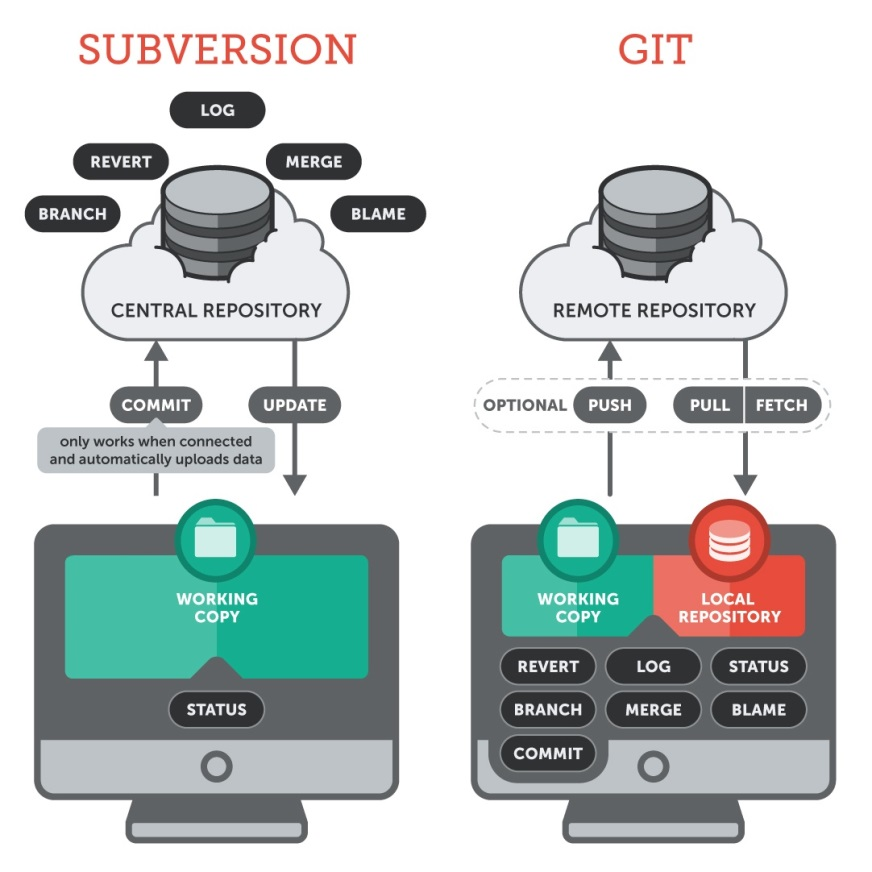 SUBVERSION
LOG
REVERT
MERGE
BRANCH
BLAME
CENTRAL REPOSITORY
COMMIT
UPDATE
only works when connected
and automatically uploads data
WORKING
COPY
STATUS
GIT
REMOTE REPOSITORY
OPTIONAL
PUSH
PULL
FETCH
WORKING
COPY
LOCAL
REPOSITORY
REVERT
LOG
STATUS
BRANCH
MERGE
BLAME
COMMIT